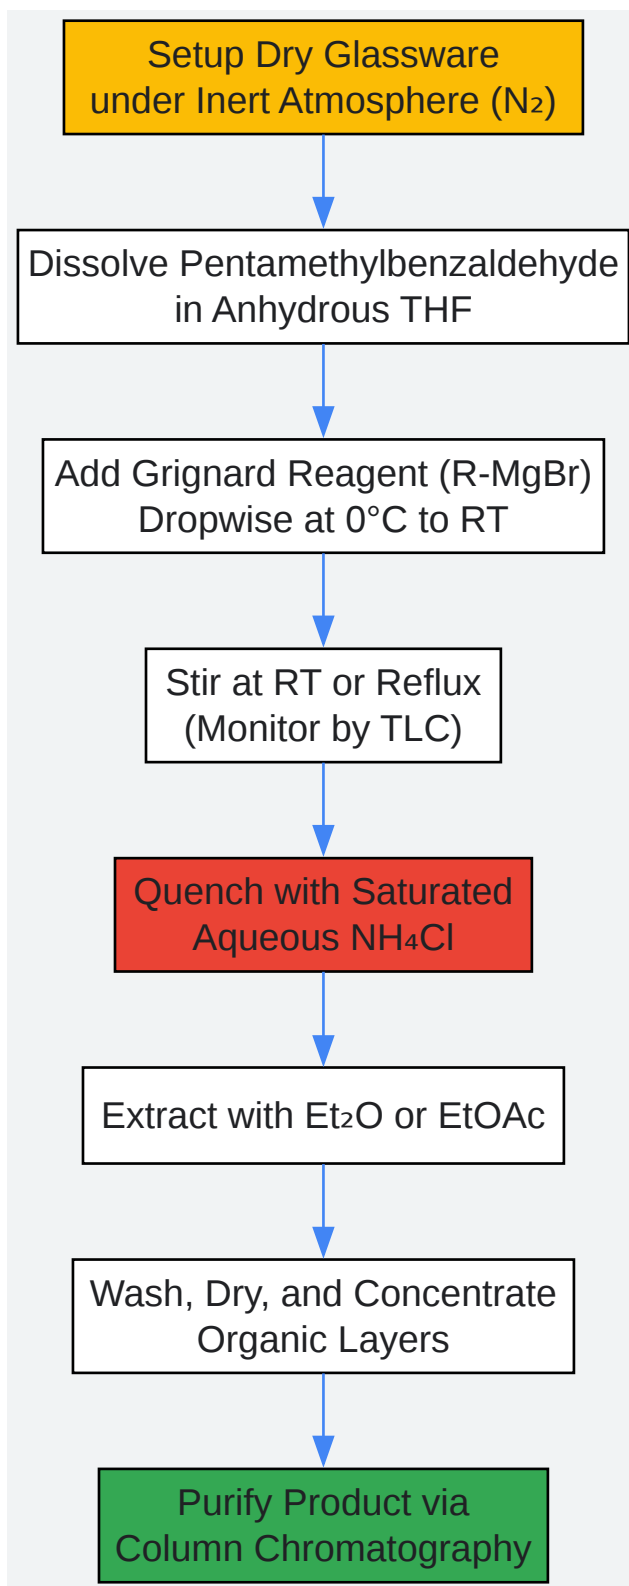 Setup Dry Glassware
under Inert Atmosphere (N₂)
Dissolve Pentamethylbenzaldehyde
in Anhydrous THF
Add Grignard Reagent (R-MgBr)
Dropwise at 0°C to RT
Stir at RT or Reflux
(Monitor by TLC)
Quench with Saturated
Aqueous NH₄Cl
Extract with Et₂O or EtOAc
Wash, Dry, and Concentrate
Organic Layers
Purify Product via
Column Chromatography